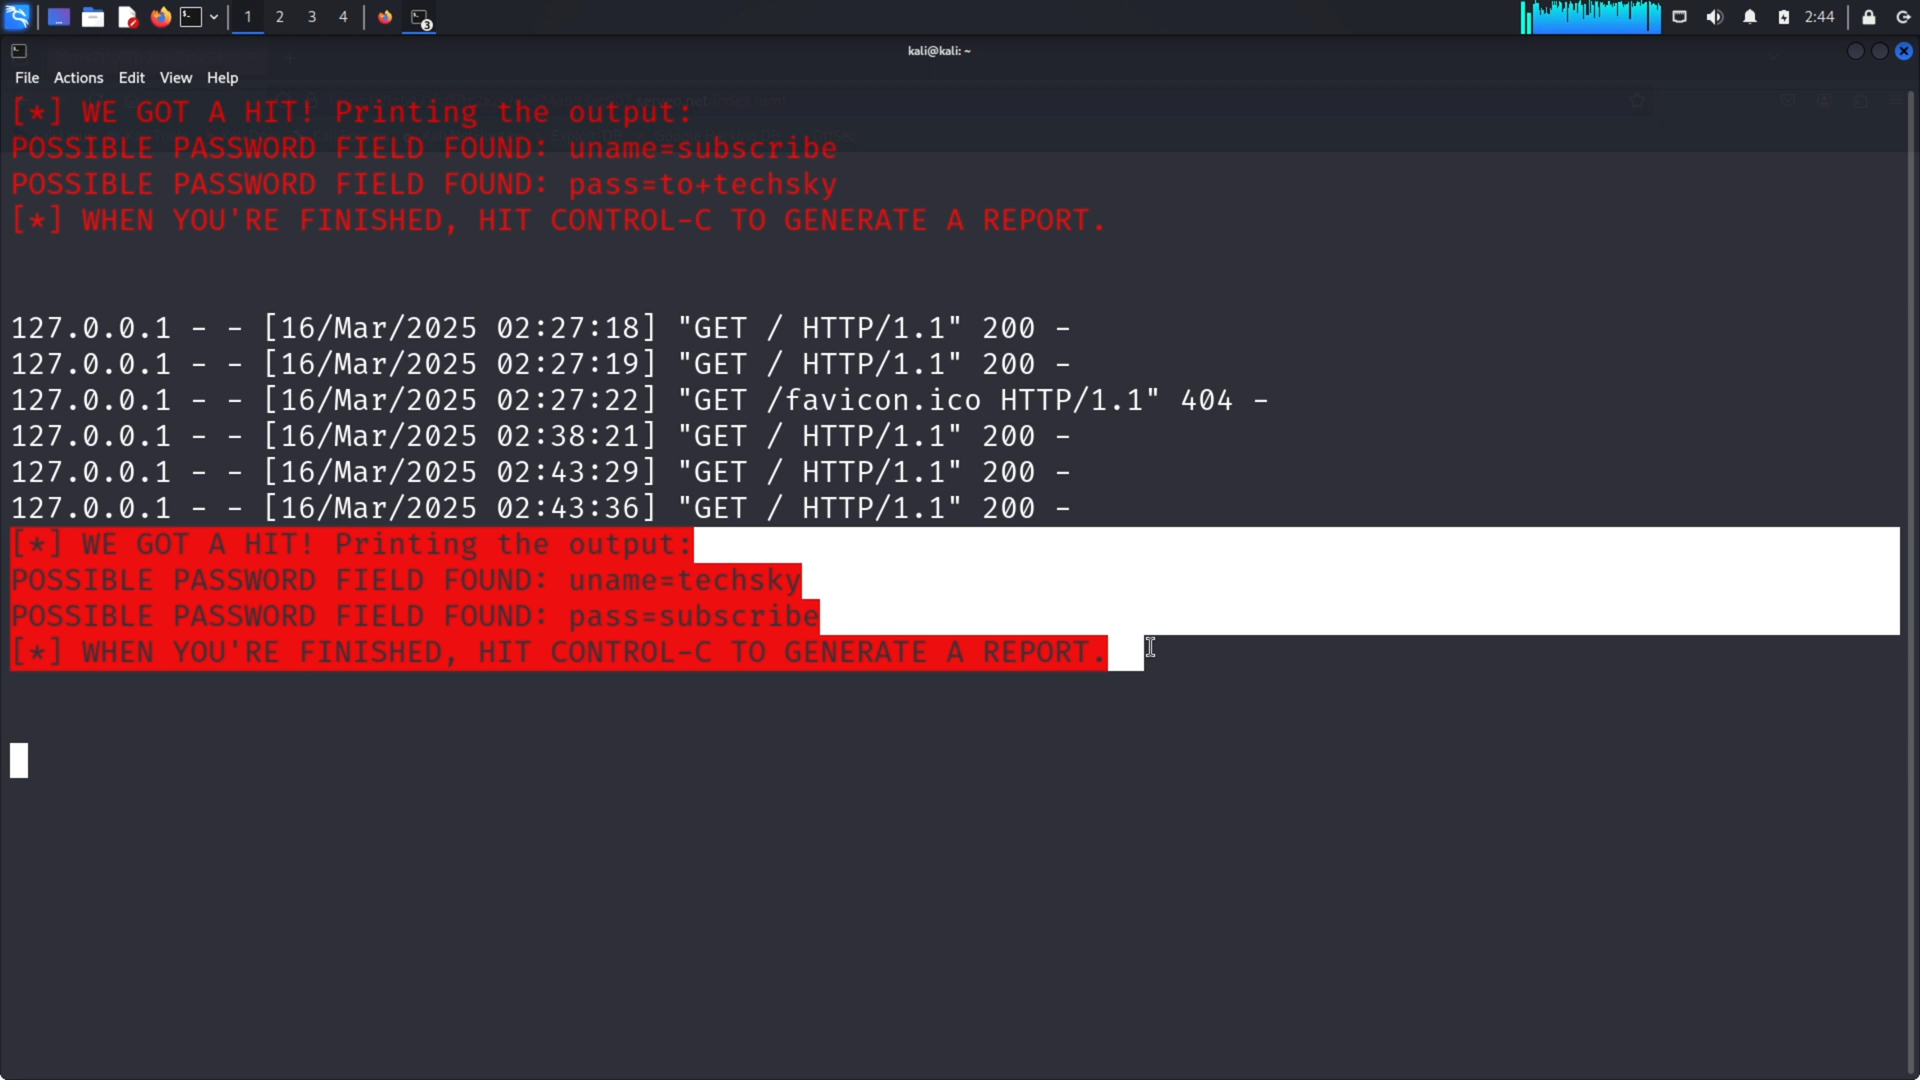 1 2 3 4
3
2:44
kali@kali: ~
File Actions Edit View Help
[*] WE GOT A HIT! Printing the output:
POSSIBLE PASSWORD FIELD FOUND: uname=subscribe
POSSIBLE PASSWORD FIELD FOUND: pass=to+techsky
[*] WHEN YOU'RE FINISHED, HIT CONTROL-C TO GENERATE A REPORT.
127.0.0.1 - - [16/Mar/2025 02:27:18] "GET / HTTP/1.1" 200 -
127.0.0.1 - - [16/Mar/2025 02:27:19] "GET / HTTP/1.1" 200 -
127.0.0.1 - - [16/Mar/2025 02:27:22] "GET /favicon.ico HTTP/1.1" 404 -
127.0.0.1 - - [16/Mar/2025 02:38:21] "GET / HTTP/1.1" 200 -
127.0.0.1 - - [16/Mar/2025 02:43:29] "GET / HTTP/1.1" 200 -
127.0.0.1 - - [16/Mar/2025 02:43:36] "GET / HTTP/1.1" 200 -
[*] WE GOT A HIT! Printing the output:
POSSIBLE PASSWORD FIELD FOUND: uname=techsky
POSSIBLE PASSWORD FIELD FOUND: pass=subscribe
[*] WHEN YOU'RE FINISHED, HIT CONTROL-C TO GENERATE A REPORT.